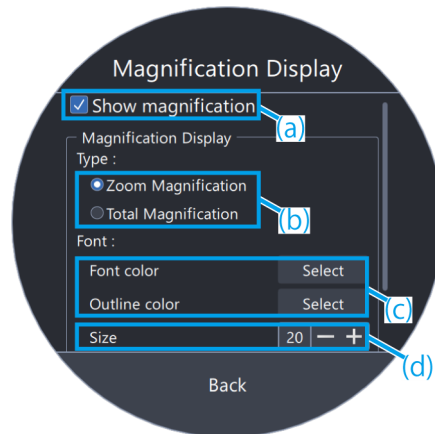 Magnification Display
Show magnification
(a)
Magnification Display
Type :
Zoom Magnification
Total Magnification
(b)
Font :
Font color Select
Outline color Select
(c)
Size 20 — +
(d)
Back